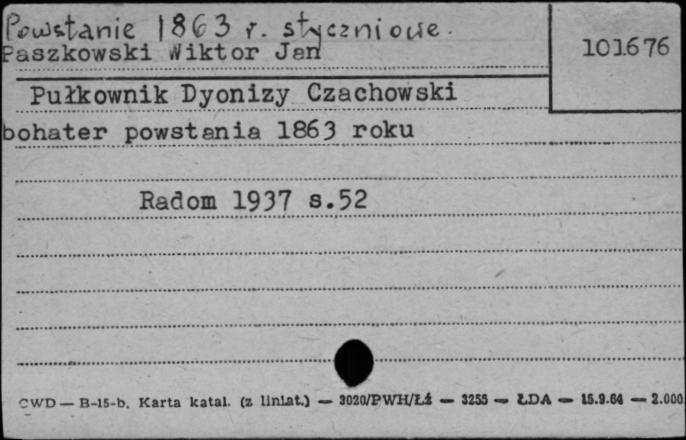 Powstanie 1863 r. styczniowe.
101676
Paszkowski Wiktor Jan
Pułkownik Dyonizy Czachowski
bohater powstania 1863 roku
Radom 1937 s.52
CWD — B-15-b. Karta katal. (z liniat.) — 3020/PWH/Łź — 3255 — ŁDA — 15.9.64 — 2.000